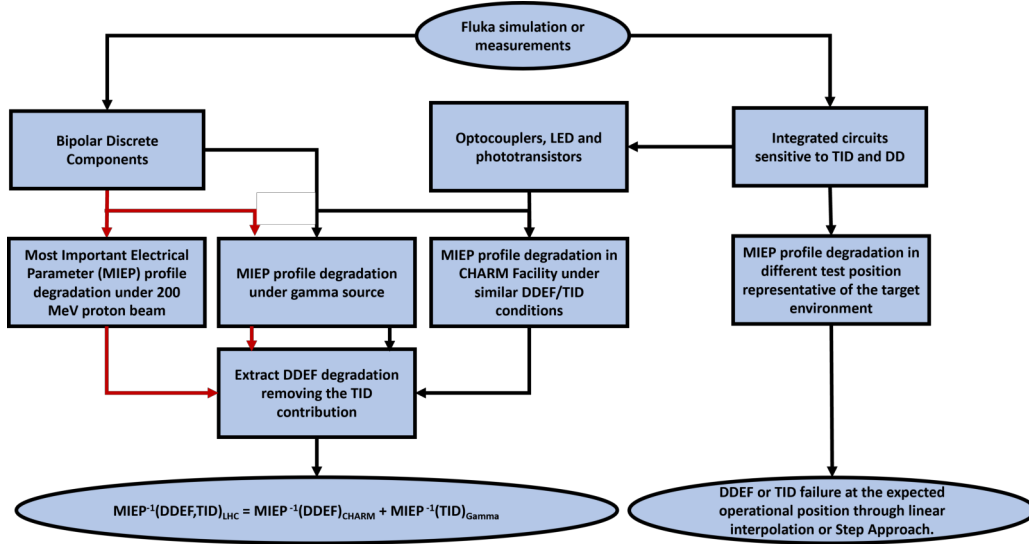 Fluka simulation or
measurements
Bipolar Discrete
Components
Optocouplers, LED and
phototransistors
Integrated circuits
sensitive to TID and DD
Most Important Electrical
Parameter (MIEP) profile
degradation under 200
MeV proton beam
MIEP profile degradation
under gamma source
MIEP profile degradation in
CHARM Facility under
similar DDEF/TID
conditions
MIEP profile degradation in
different test position
representative of the target
environment
Extract DDEF degradation
removing the TID
contribution
MIEP⁻¹(DDEF,TID)LHC = MIEP ⁻¹(DDEF)CHARM + MIEP ⁻¹(TID)Gamma
DDEF or TID failure at the expected
operational position through linear
interpolation or Step Approach.